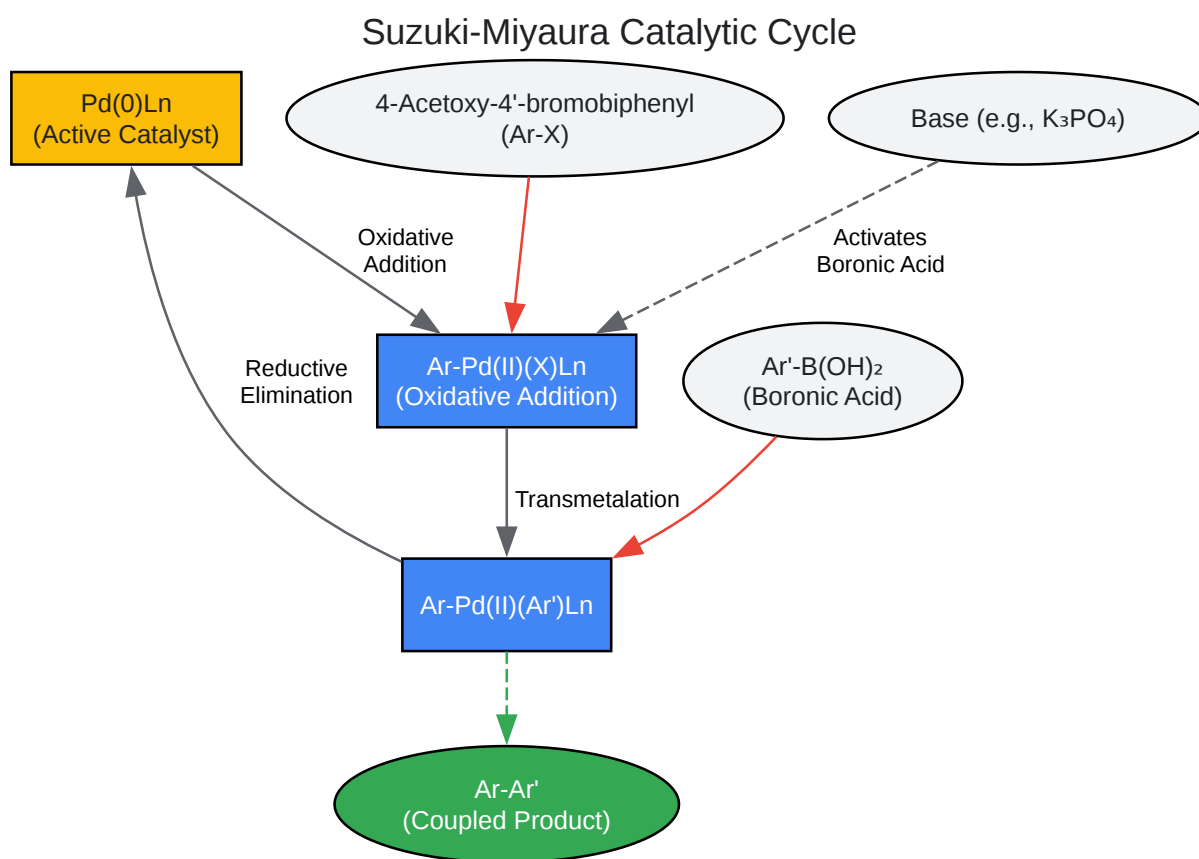 Suzuki-Miyaura Catalytic Cycle
Pd(0)Ln
(Active Catalyst)
4-Acetoxy-4'-bromobiphenyl
(Ar-X)
Base (e.g., K₃PO₄)
Oxidative
Addition
Activates
Boronic Acid
Reductive
Elimination
Ar-Pd(II)(X)Ln
(Oxidative Addition)
Ar'-B(OH)₂
(Boronic Acid)
Transmetalation
Ar-Pd(II)(Ar')Ln
Ar-Ar'
(Coupled Product)